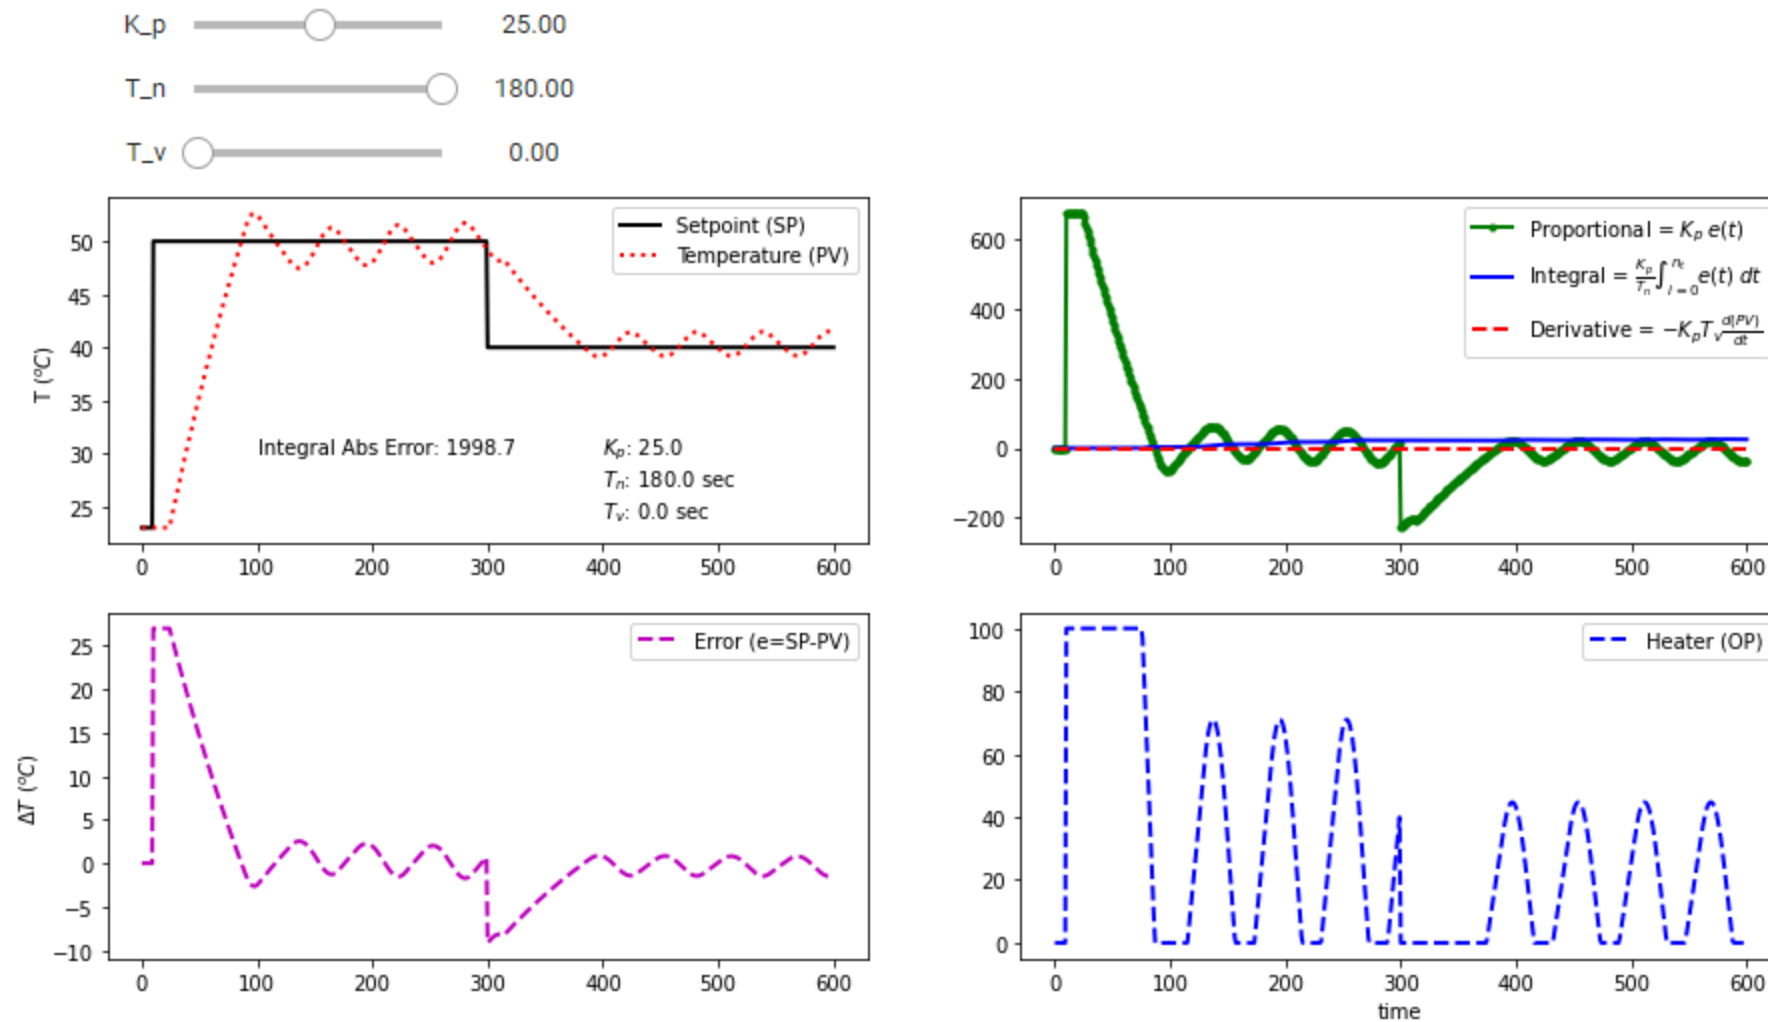 K_p 25.00
T_n 180.00
T_v 0.00
Setpoint (SP)
Temperature (PV)
T (°C)
50
45
40
35
30
25
Integral Abs Error: 1998.7
Kₚ: 25.0
Tₙ: 180.0 sec
Tᵥ: 0.0 sec
0 100 200 300 400 500 600
Proportional = Kₚ e(t)
Integral = Kₚ/Tₙ ∫_{i=0}^{n_t} e(t) dt
Derivative = −KₚTᵥ d(PV)/dt
600
400
200
0
−200
0 100 200 300 400 500 600
Error (e=SP-PV)
ΔT (°C)
25
20
15
10
5
0
−5
−10
0 100 200 300 400 500 600
Heater (OP)
100
80
60
40
20
0
0 100 200 300 400 500 600
time